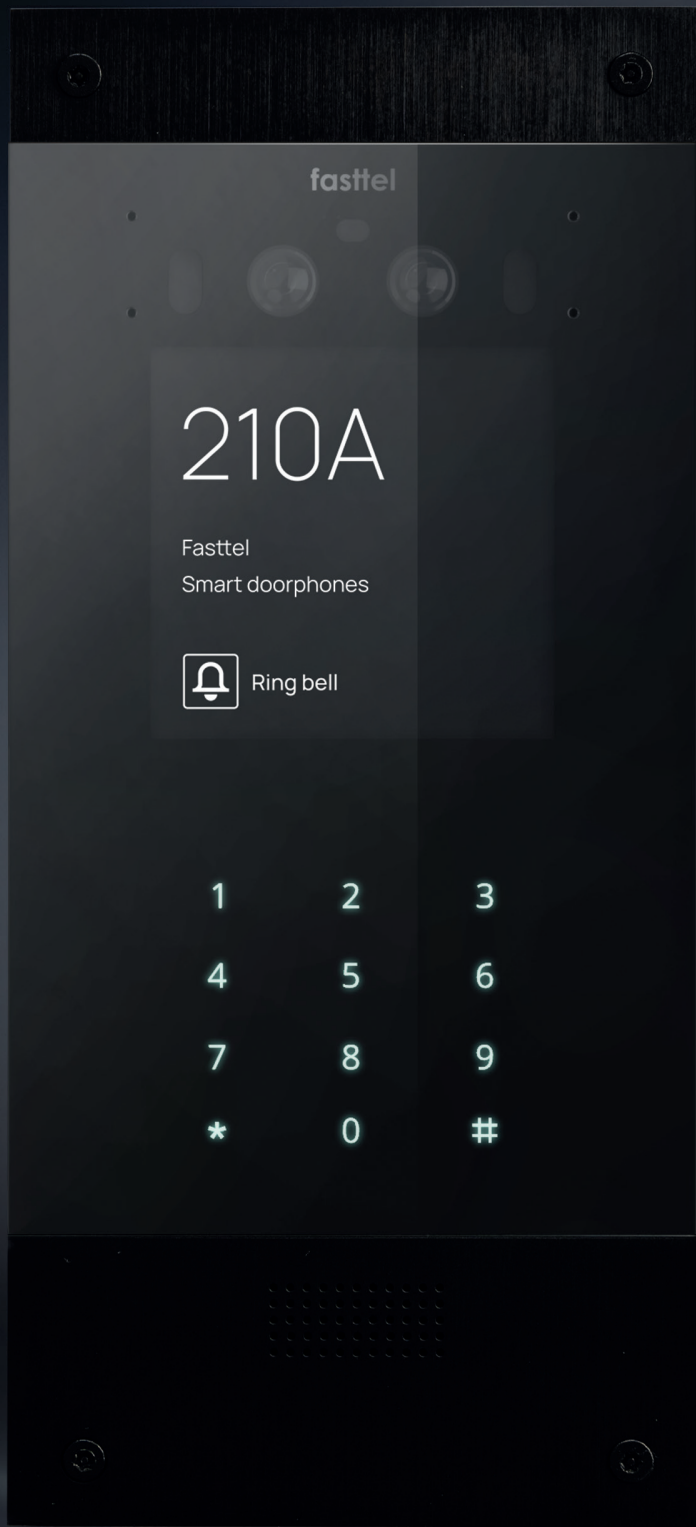 fasttel
210A
Fasttel
Smart doorphones
Ring bell
1 2 3
4 5 6
7 8 9
* 0 #